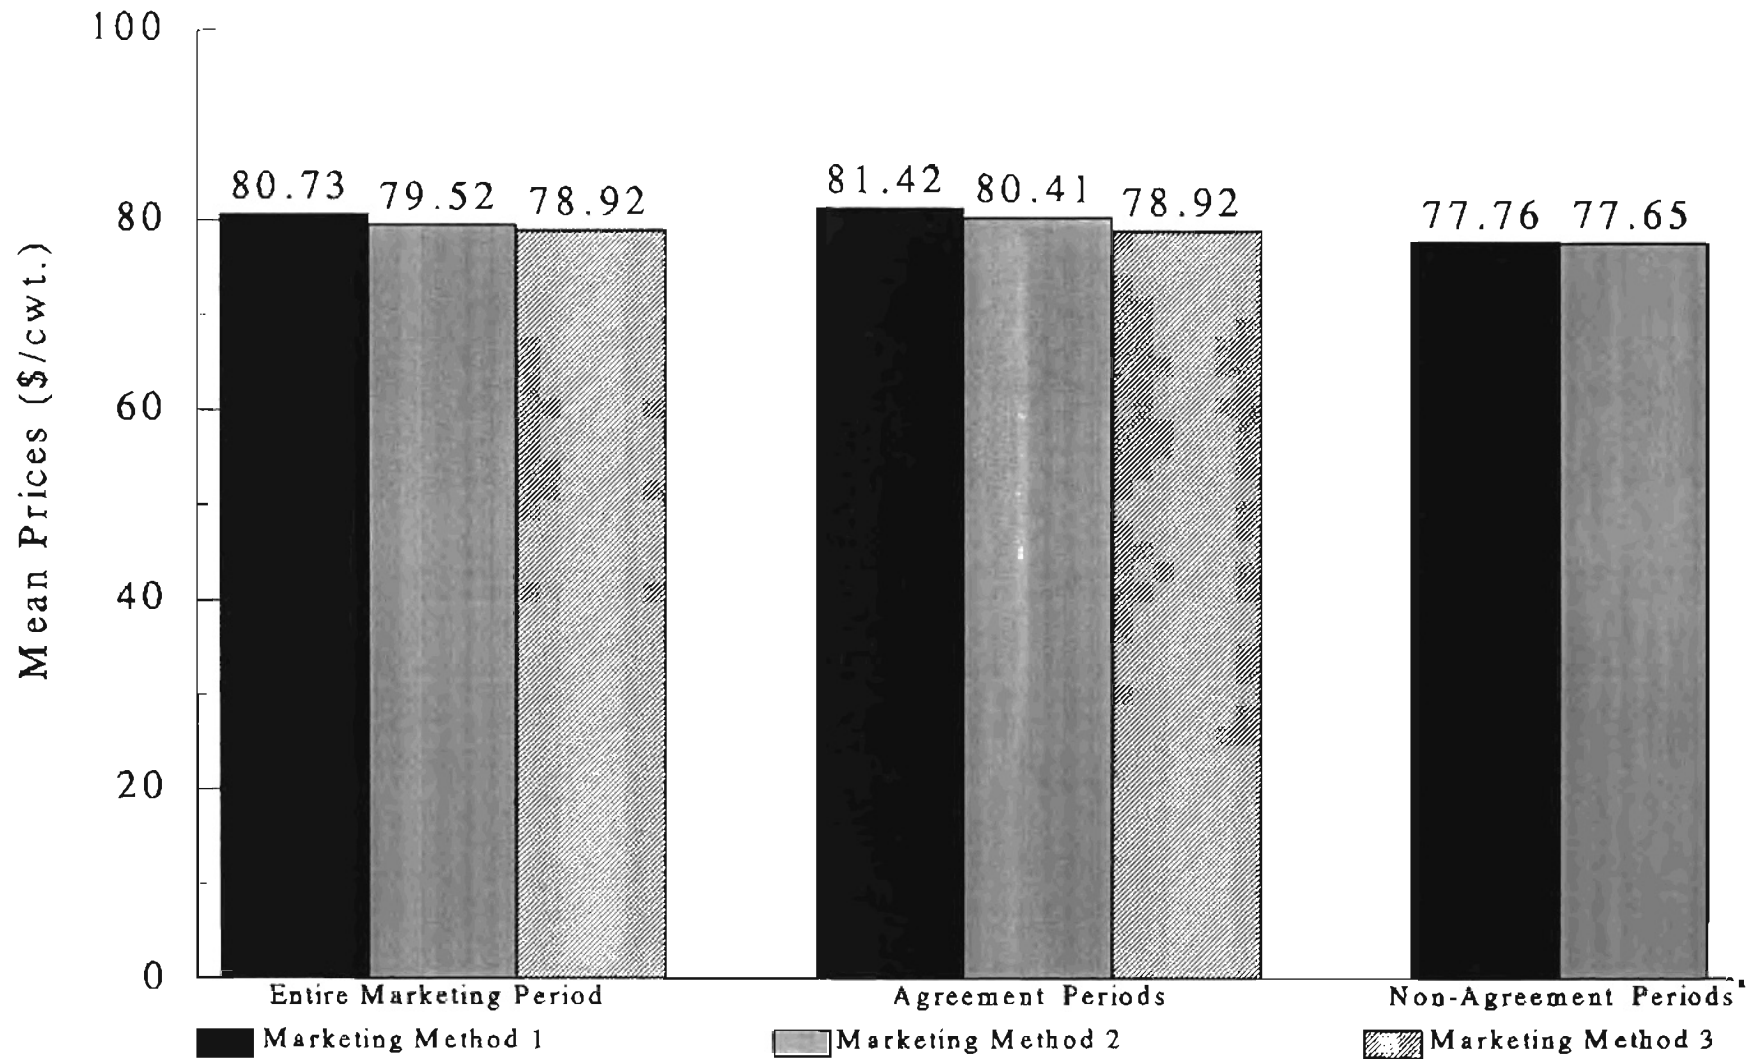 Mean Prices ($/cwt.)
100
80
60
40
20
0
80.73 79.52 78.92
81.42 80.41 78.92
77.76 77.65
Entire Marketing Period
Agreement Periods
Non-Agreement Periods
Marketing Method 1
Marketing Method 2
Marketing Method 3